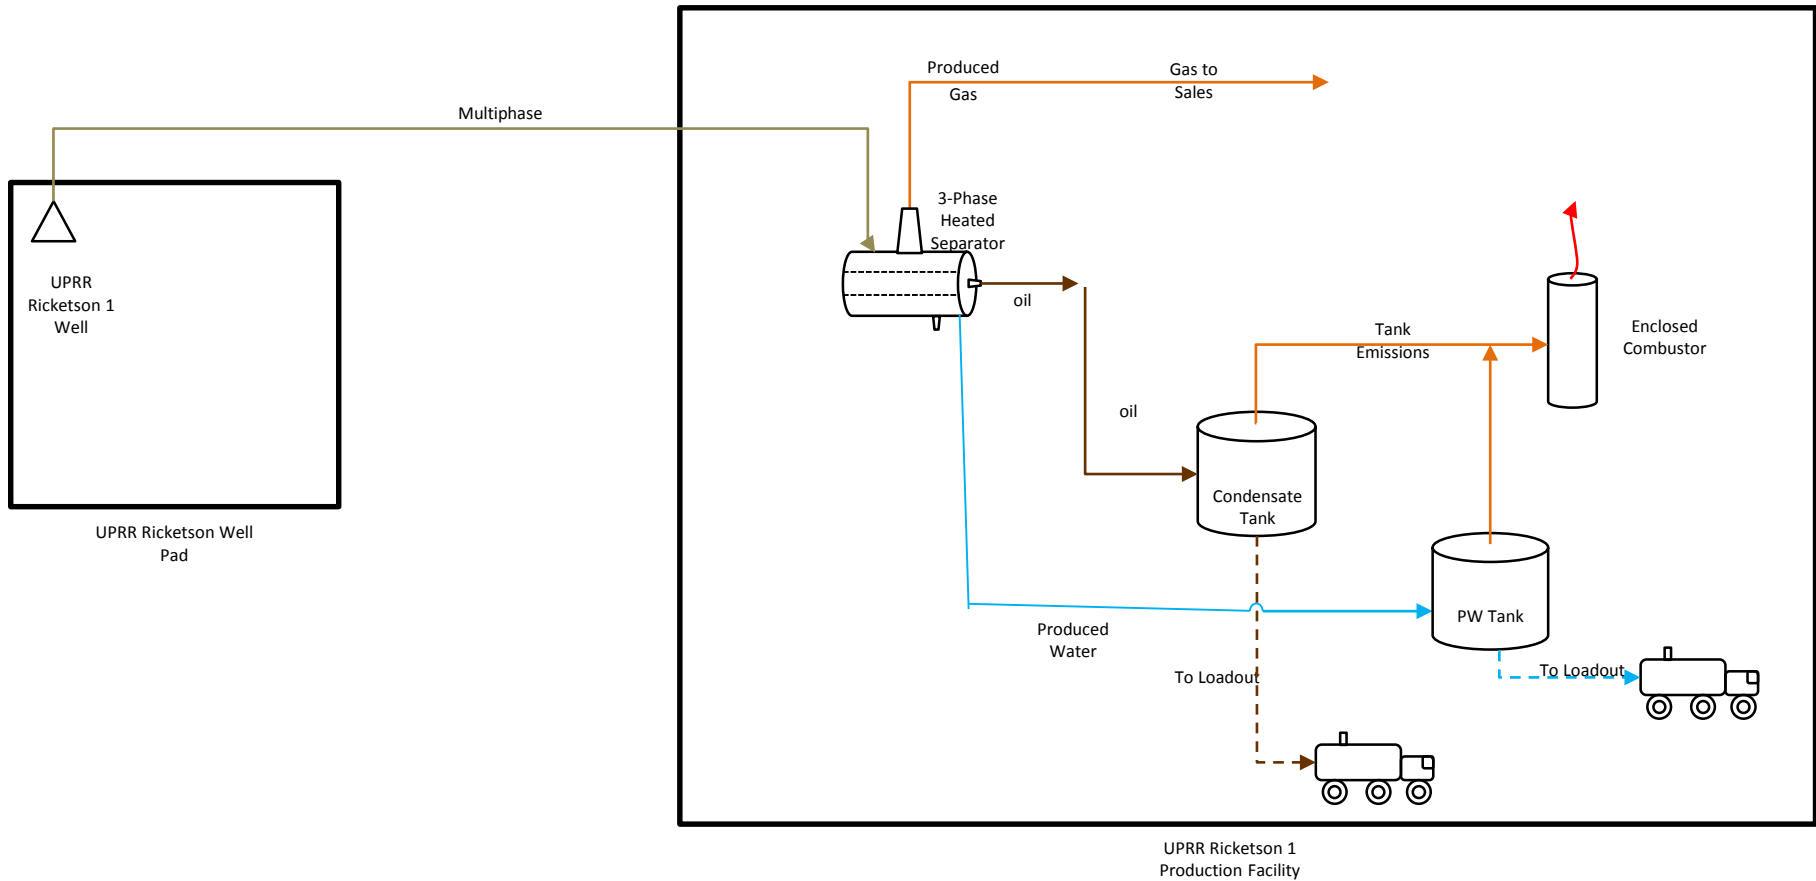 Produced
Gas
Gas to
Sales
Multiphase
3-Phase
Heated
Separator
UPRR
Ricketson 1
Well
oil
Tank
Emissions
Enclosed
Combustor
oil
Condensate
Tank
UPRR Ricketson Well
Pad
PW Tank
Produced
Water
To Loadout
To Loadout
UPRR Ricketson 1
Production Facility